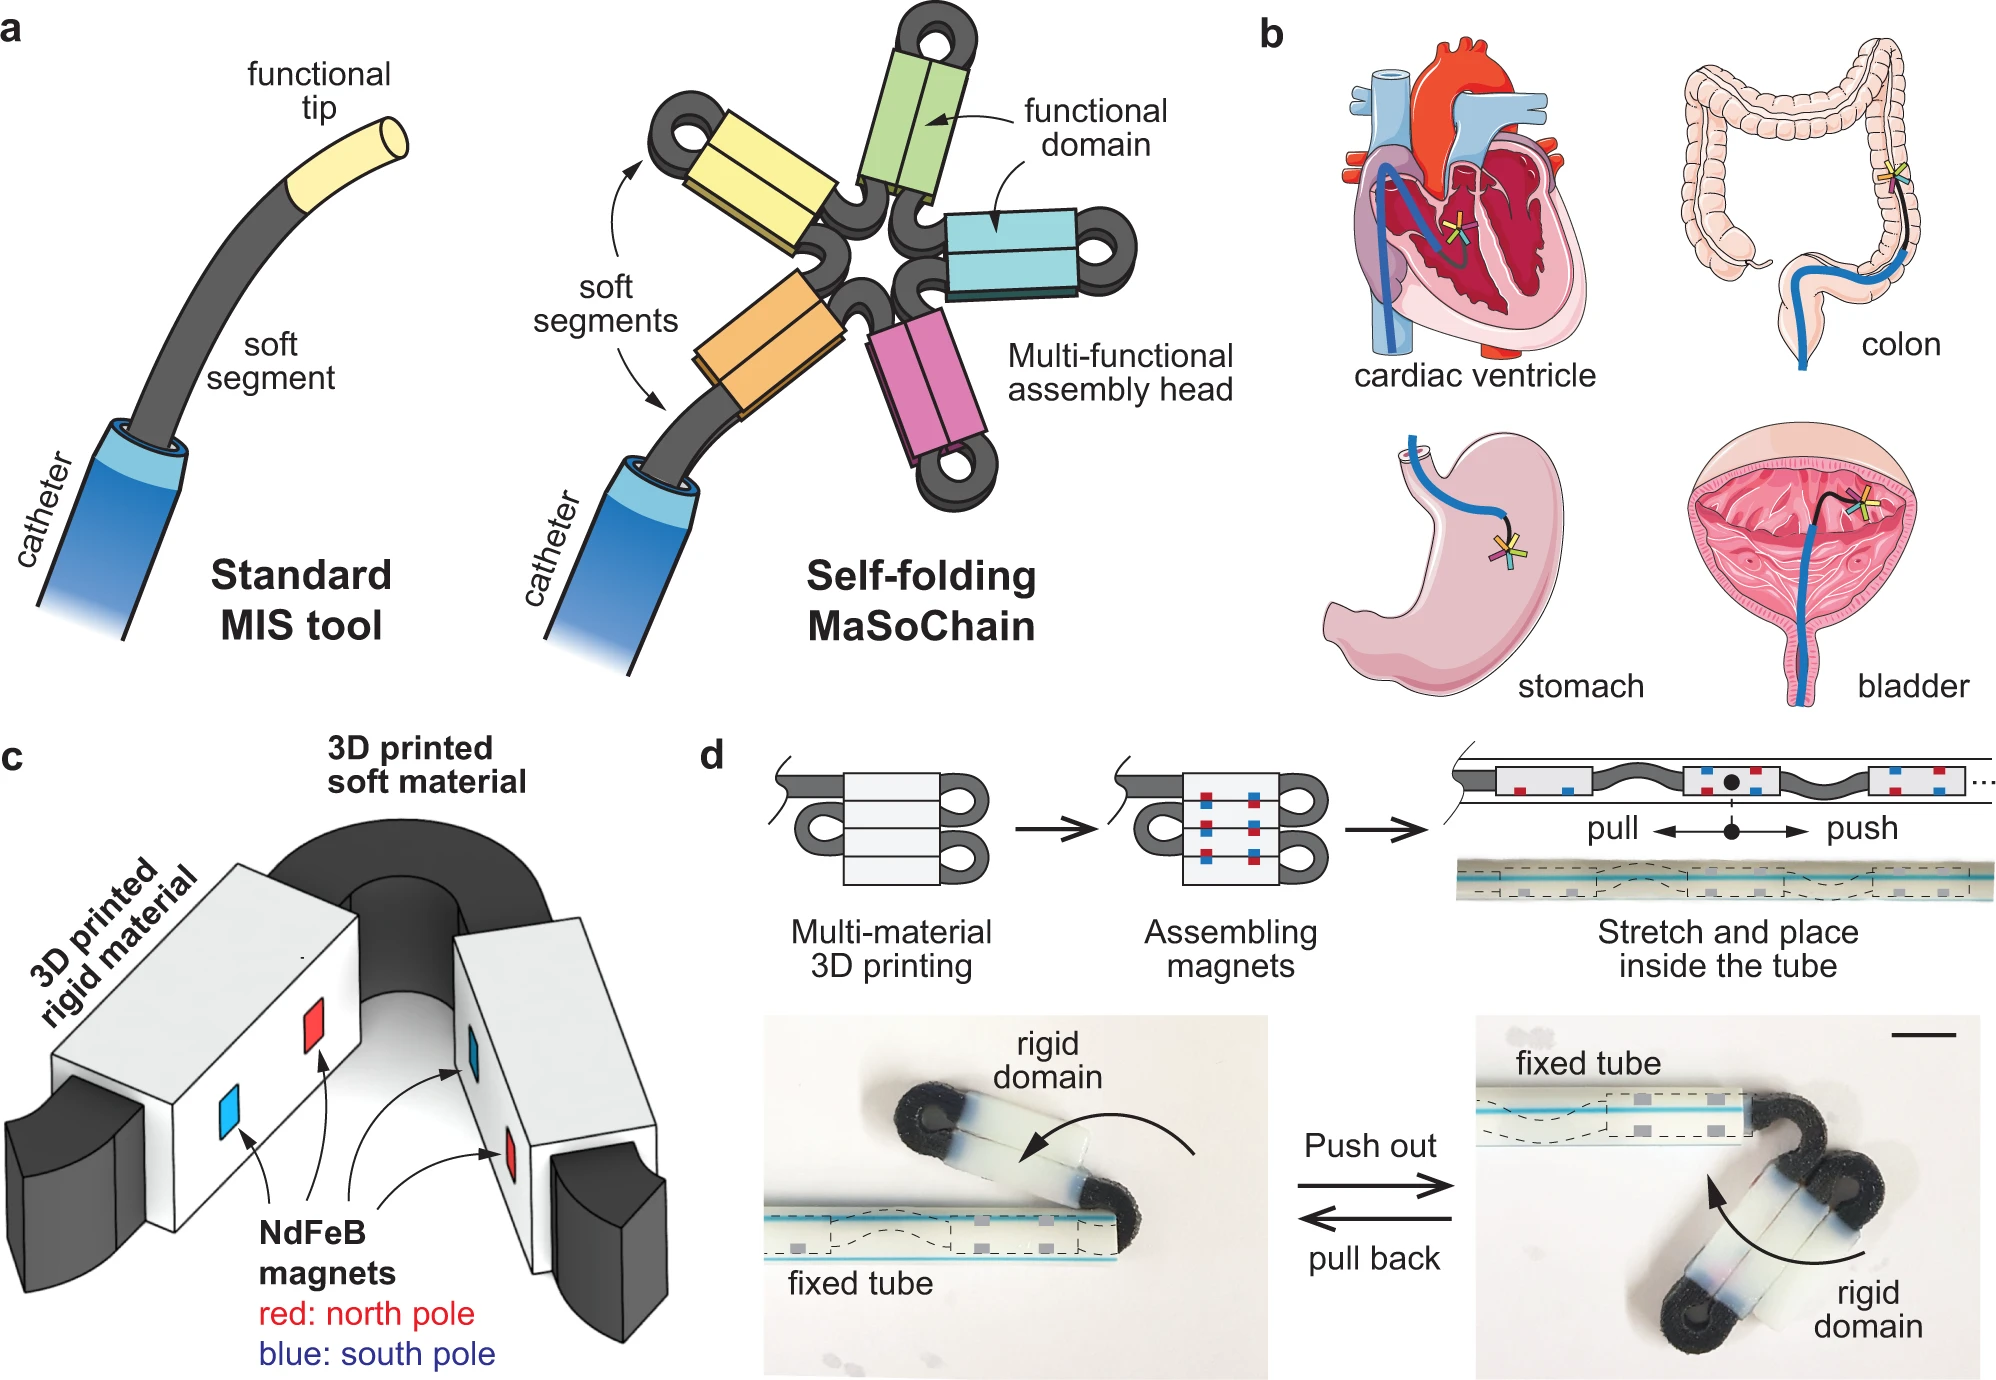 a
functional
tip
soft
segment
catheter
Standard
MIS tool
functional
domain
soft
segments
Multi-functional
assembly head
catheter
Self-folding
MaSoChain
b
cardiac ventricle
colon
stomach
bladder
c
3D printed
soft material
3D printed
rigid material
NdFeB
magnets
red: north pole
blue: south pole
d
Multi-material
3D printing
Assembling
magnets
pull
push
Stretch and place
inside the tube
rigid
domain
fixed tube
Push out
pull back
fixed tube
rigid
domain